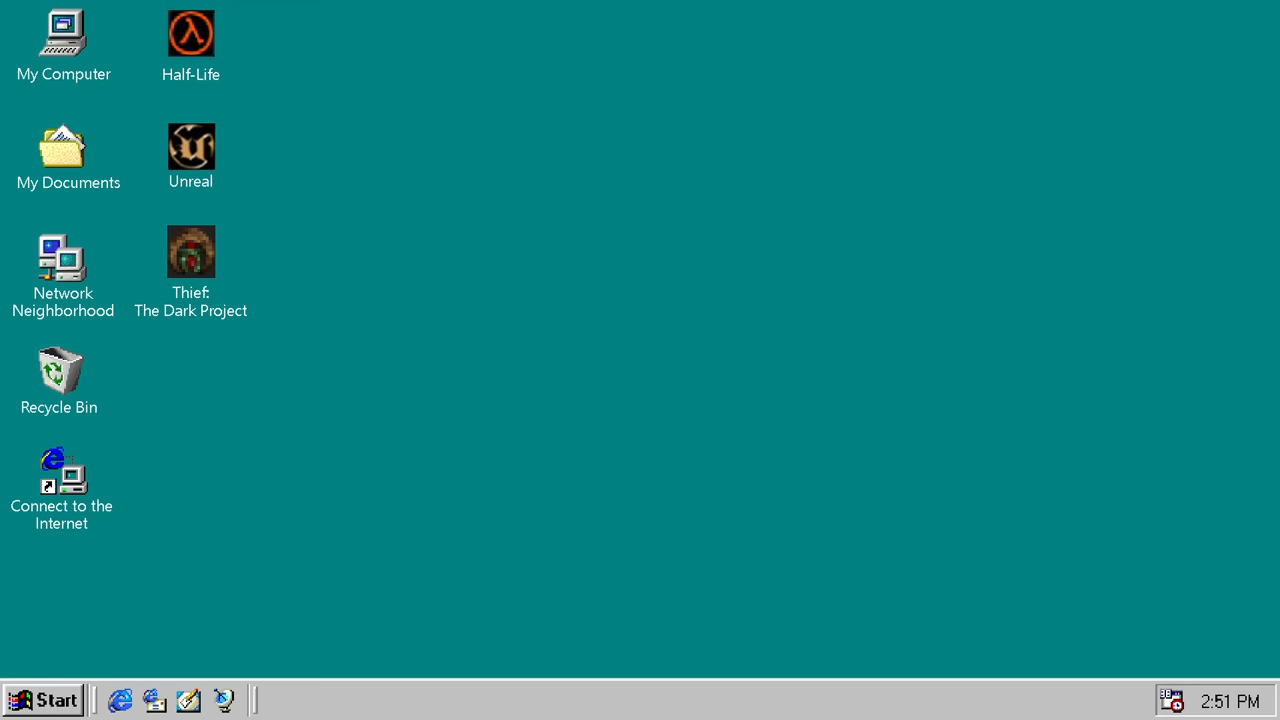 My Computer
Half-Life
My Documents
Unreal
Network
Neighborhood
Thief:
The Dark Project
Recycle Bin
Connect to the
Internet
Start
2:51 PM